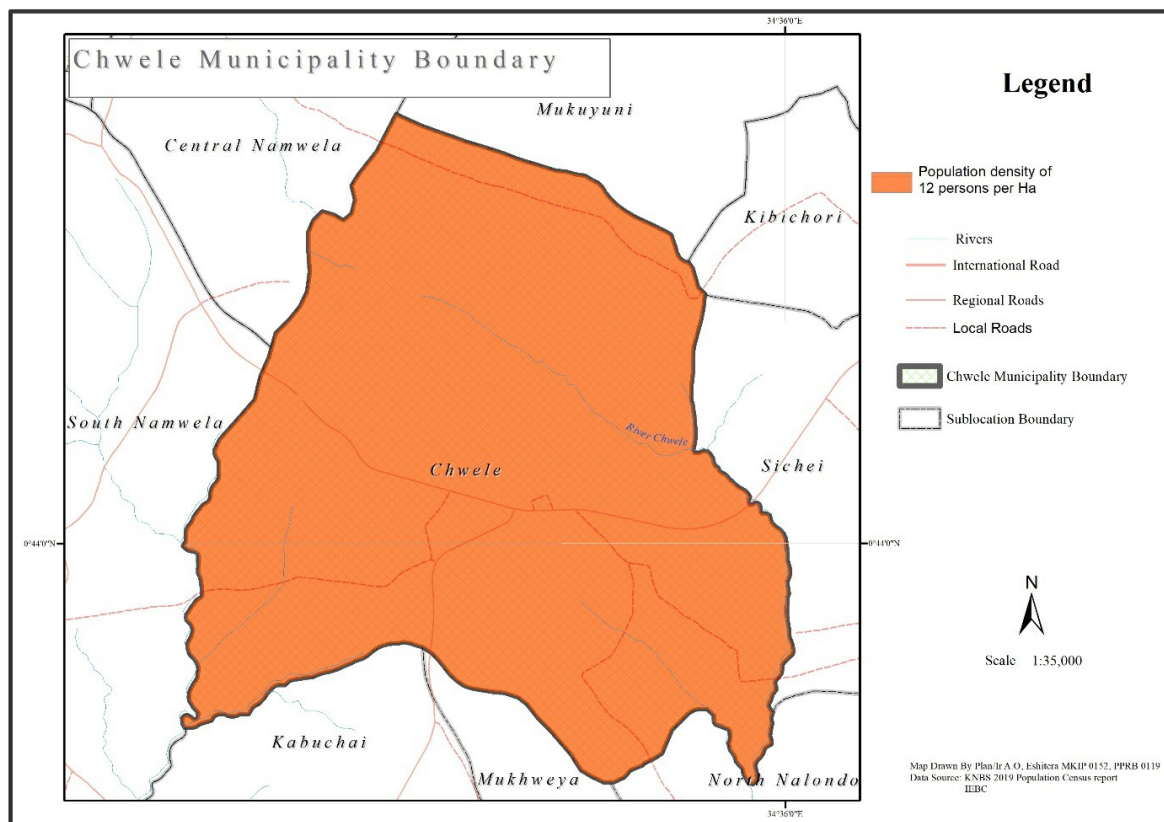 34°36'0"E
Chwele Municipality Boundary
Mukuyuni
Central Namwela
Kibichori
South Namwela
River Chwele
Chwele
Sichei
0°44'0"N
0°44'0"N
Kabuchai
Mukhweya
North Nalondo
34°36'0"E
Legend
Population density of
12 persons per Ha
Rivers
International Road
Regional Roads
Local Roads
Chwele Municipality Boundary
Sublocation Boundary
N
Scale 1:35,000
Map Drawn By Plan/Ir A.O, Eshitera MKIP 0152, PPRB 0119
Data Source: KNBS 2019 Population Census report
IEBC